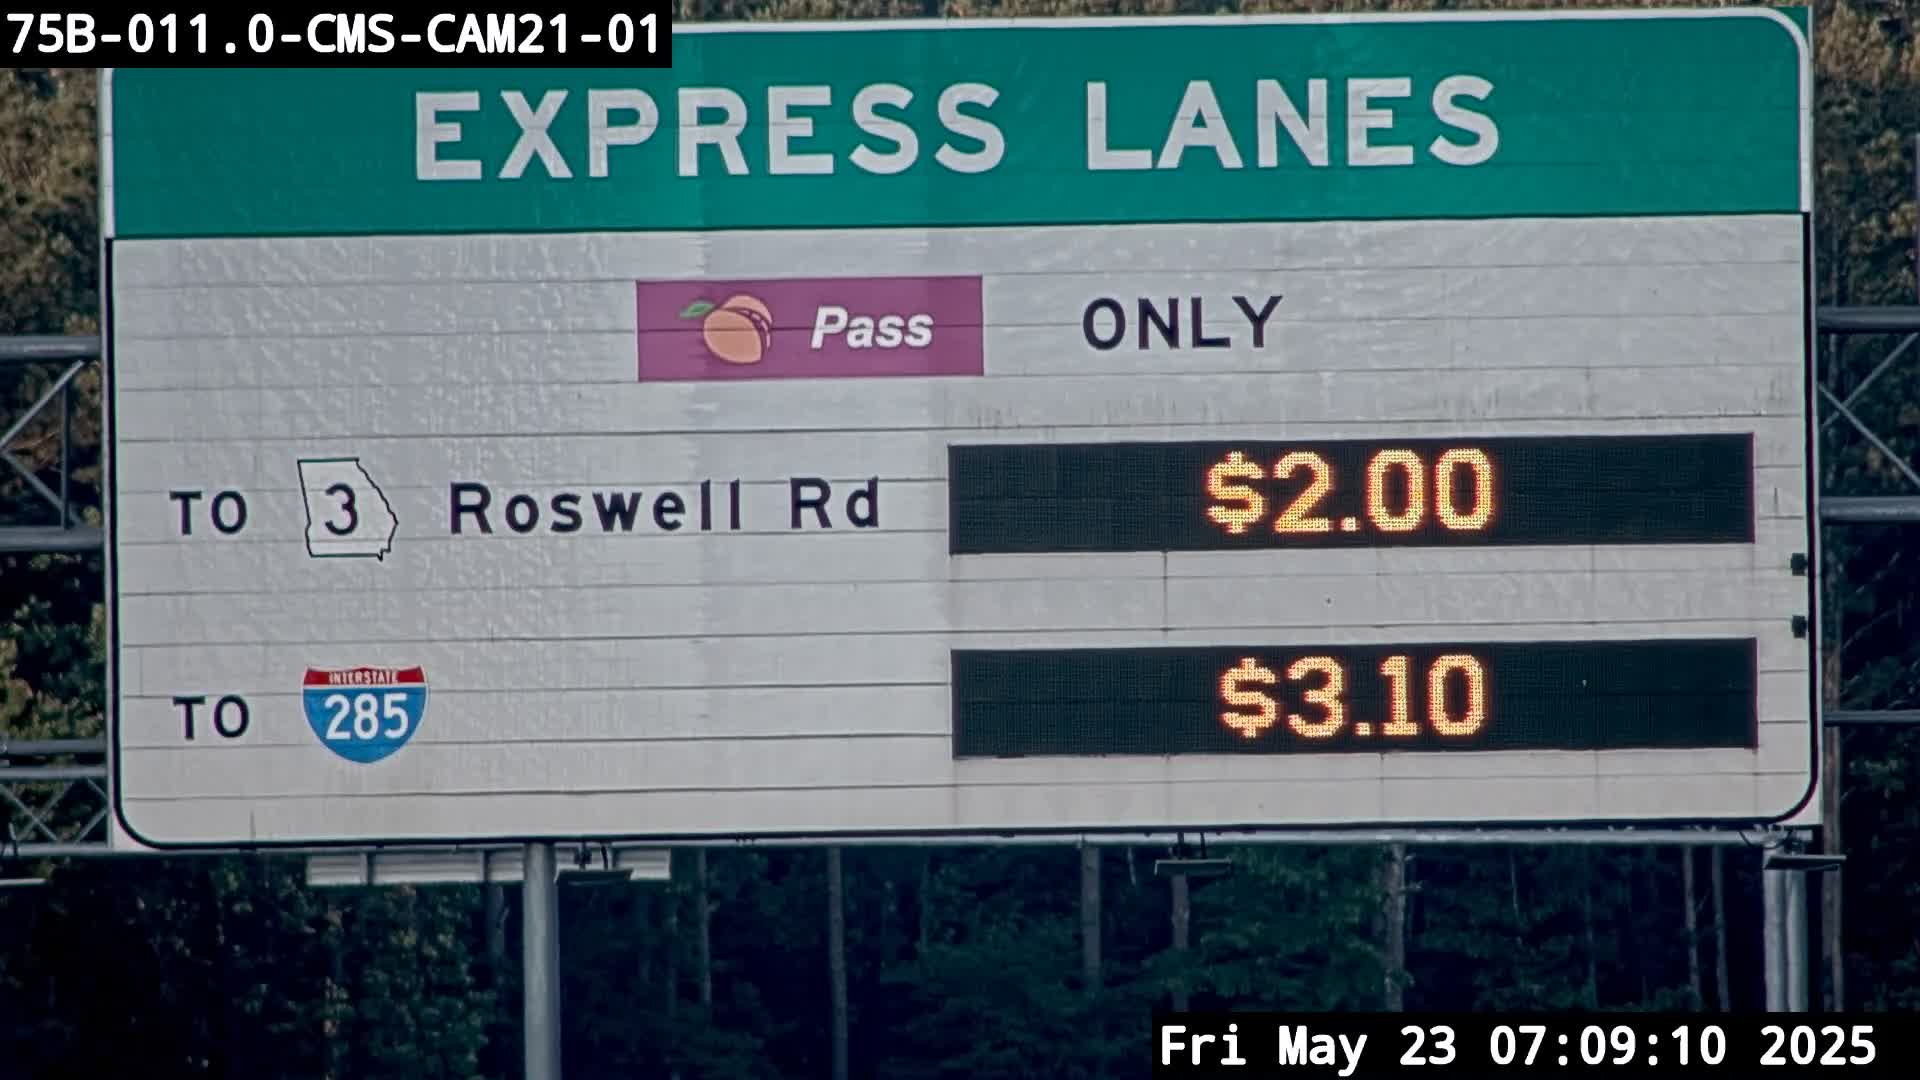 75B-011.0-CMS-CAM21-01
EXPRESS LANES
Pass ONLY
TO 3 Roswell Rd $2.00
INTERSTATE
TO 285 $3.10
Fri May 23 07:09:10 2025